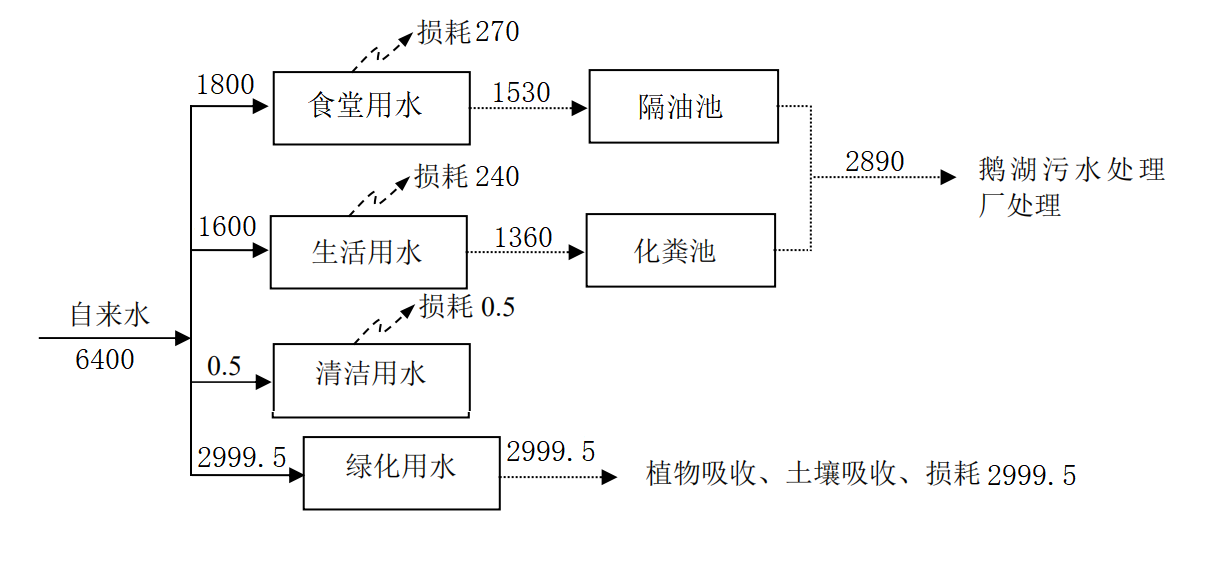 损耗270
1800
食堂用水
1530
隔油池
2890
鹅湖污水处理
厂处理
损耗 240
1600
生活用水
1360
化粪池
损耗 0.5
自来水
6400
0.5
清洁用水
2999.5
绿化用水
2999.5
植物吸收、土壤吸收、损耗 2999.5